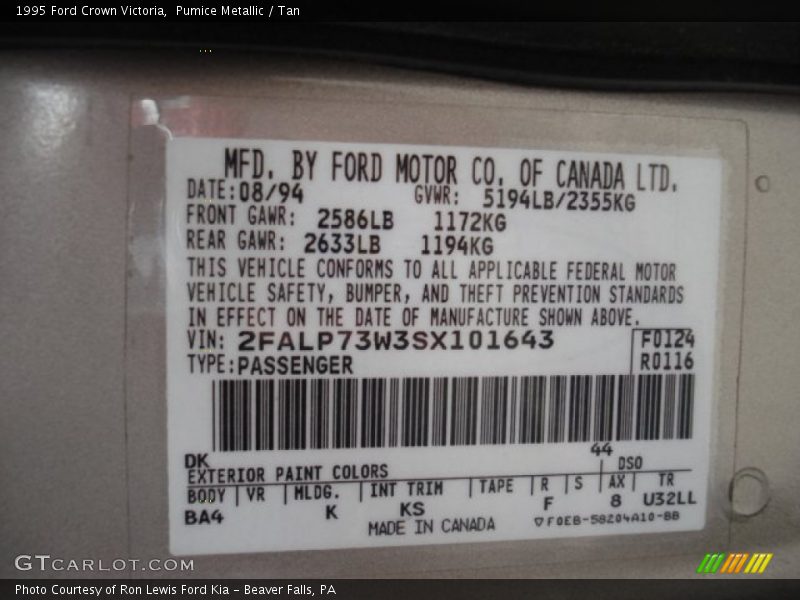 1995 Ford Crown Victoria, Pumice Metallic / Tan
MFD. BY FORD MOTOR CO. OF CANADA LTD.
DATE: 08/94 GVWR: 5194LB/2355KG
FRONT GAWR: 2586LB 1172KG
REAR GAWR: 2633LB 1194KG
THIS VEHICLE CONFORMS TO ALL APPLICABLE FEDERAL MOTOR
VEHICLE SAFETY, BUMPER, AND THEFT PREVENTION STANDARDS
IN EFFECT ON THE DATE OF MANUFACTURE SHOWN ABOVE.
VIN: 2FALP73W3SX101643 F0124
TYPE: PASSENGER R0116
DK 44
EXTERIOR PAINT COLORS DSO
BODY VR MLDG. INT TRIM TAPE R S AX TR
BA4 K KS F 8 U32LL
MADE IN CANADA ▽F0EB-58204A10-BB
GTCARLOT.COM
Photo Courtesy of Ron Lewis Ford Kia – Beaver Falls, PA